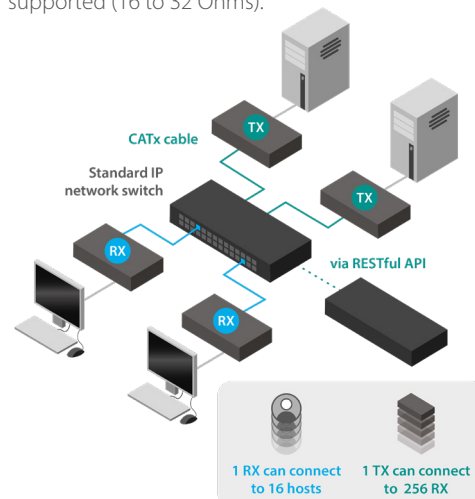 supported (16 to 32 Ohms).
TX
CATx cable
Standard IP
network switch
TX
RX
via RESTful API
RX
1 RX can connect
to 16 hosts
1 TX can connect
to 256 RX